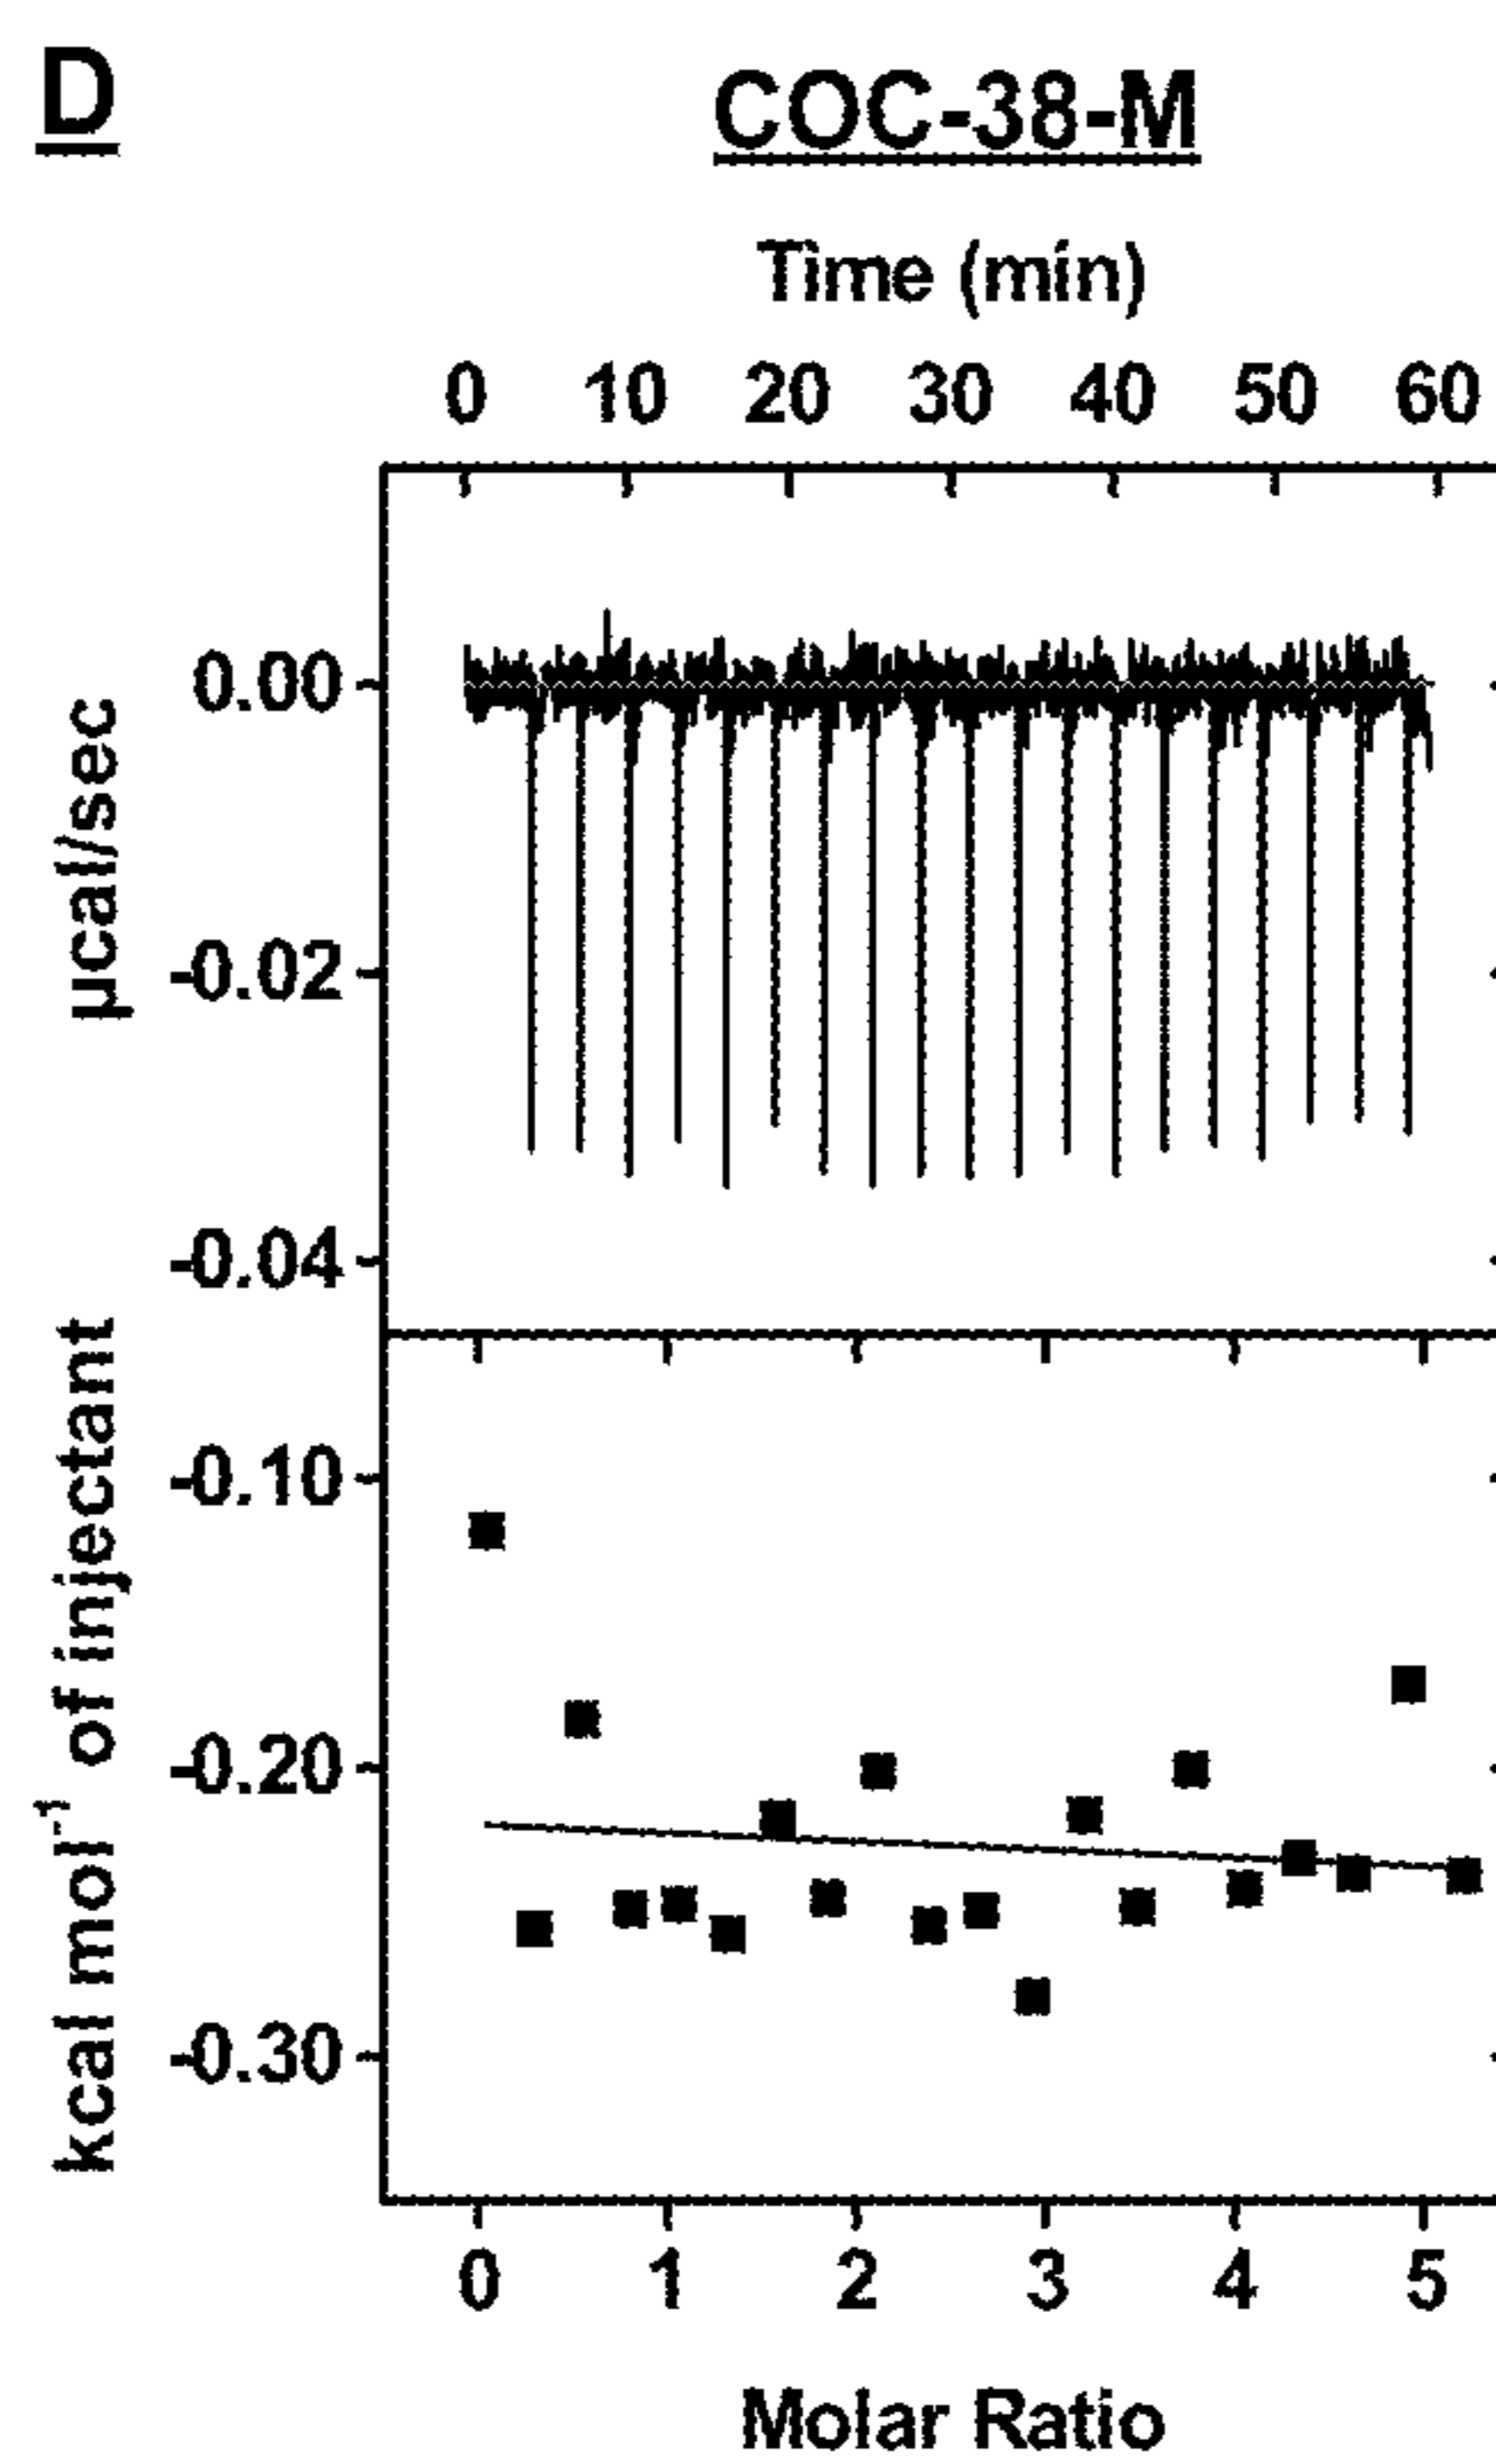 D
COC-38-M
Time (min)
0 10 20 30 40 50 60
µcal/sec
0.00
-0.02
-0.04
kcal mol⁻¹ of injectant
-0.10
-0.20
-0.30
0 1 2 3 4 5
Molar Ratio